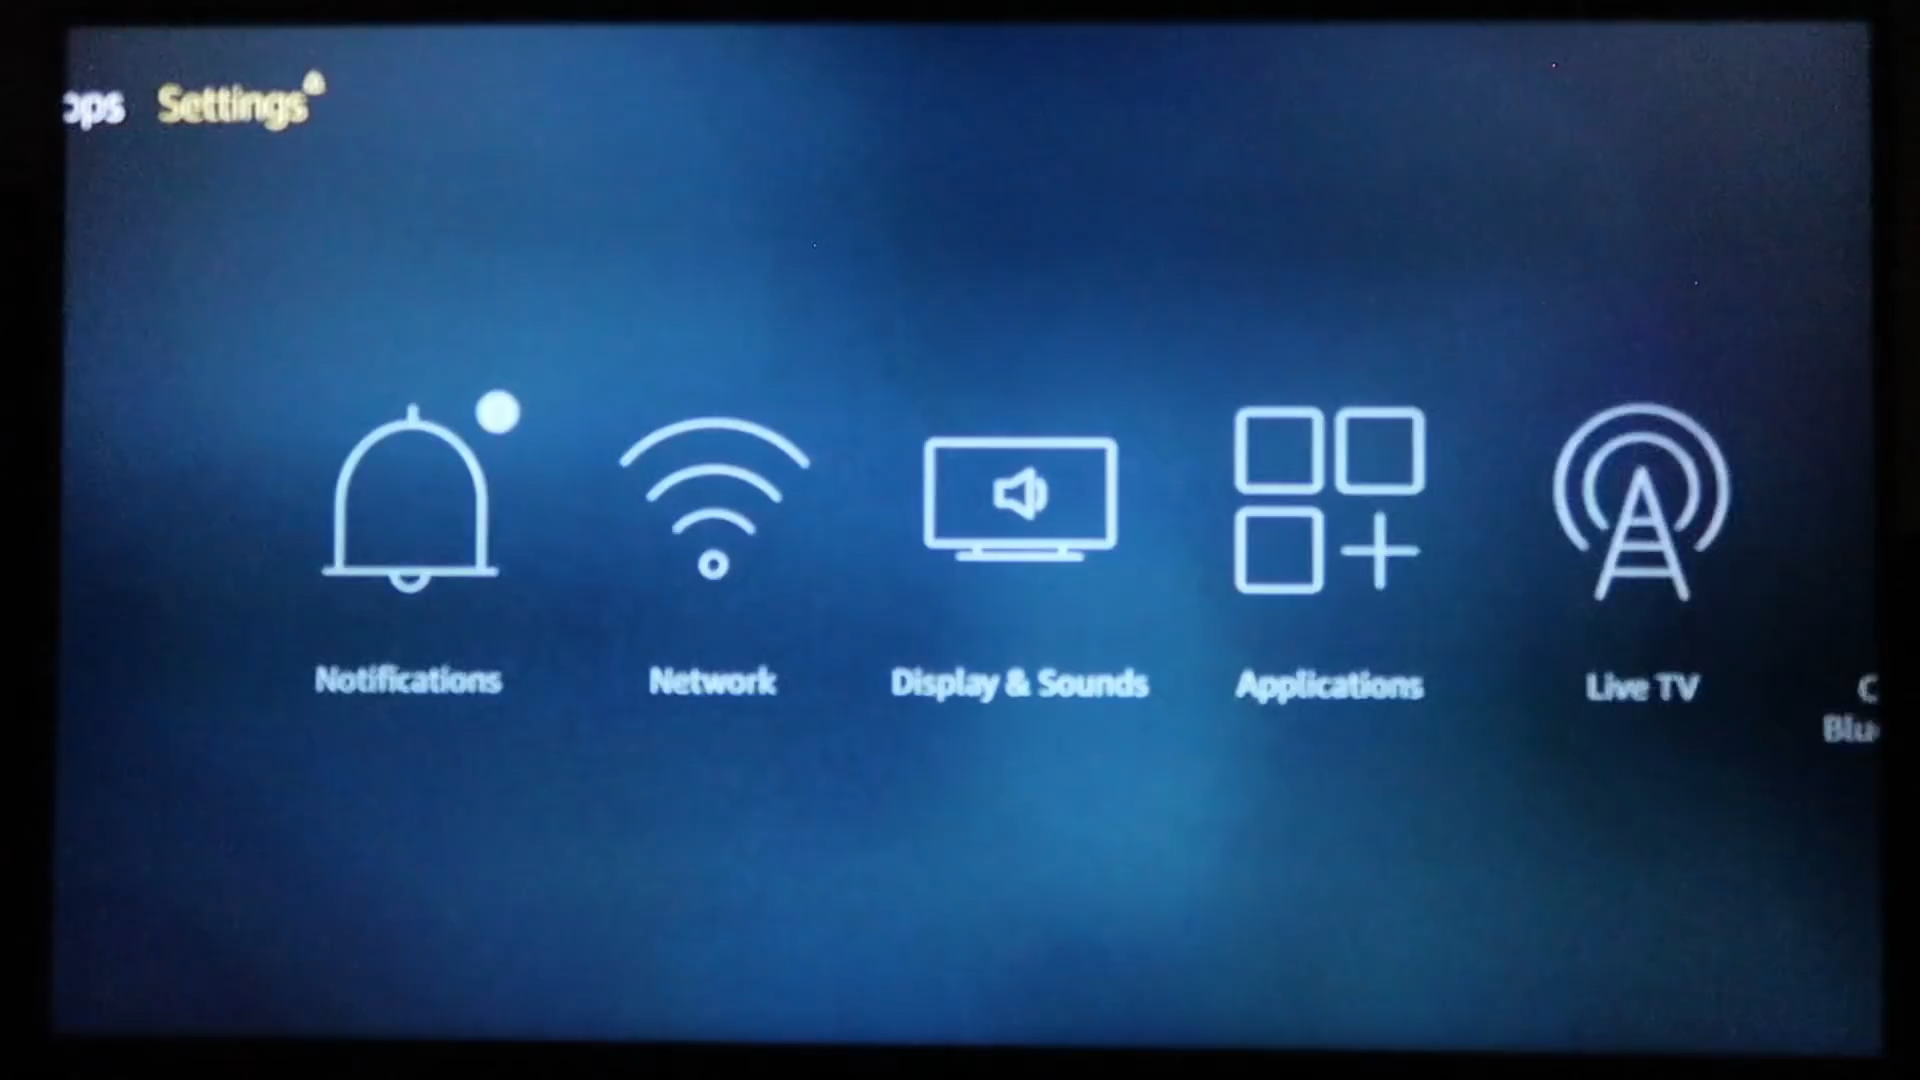 Settings
Notifications
Network
Display & Sounds
Applications
Live TV